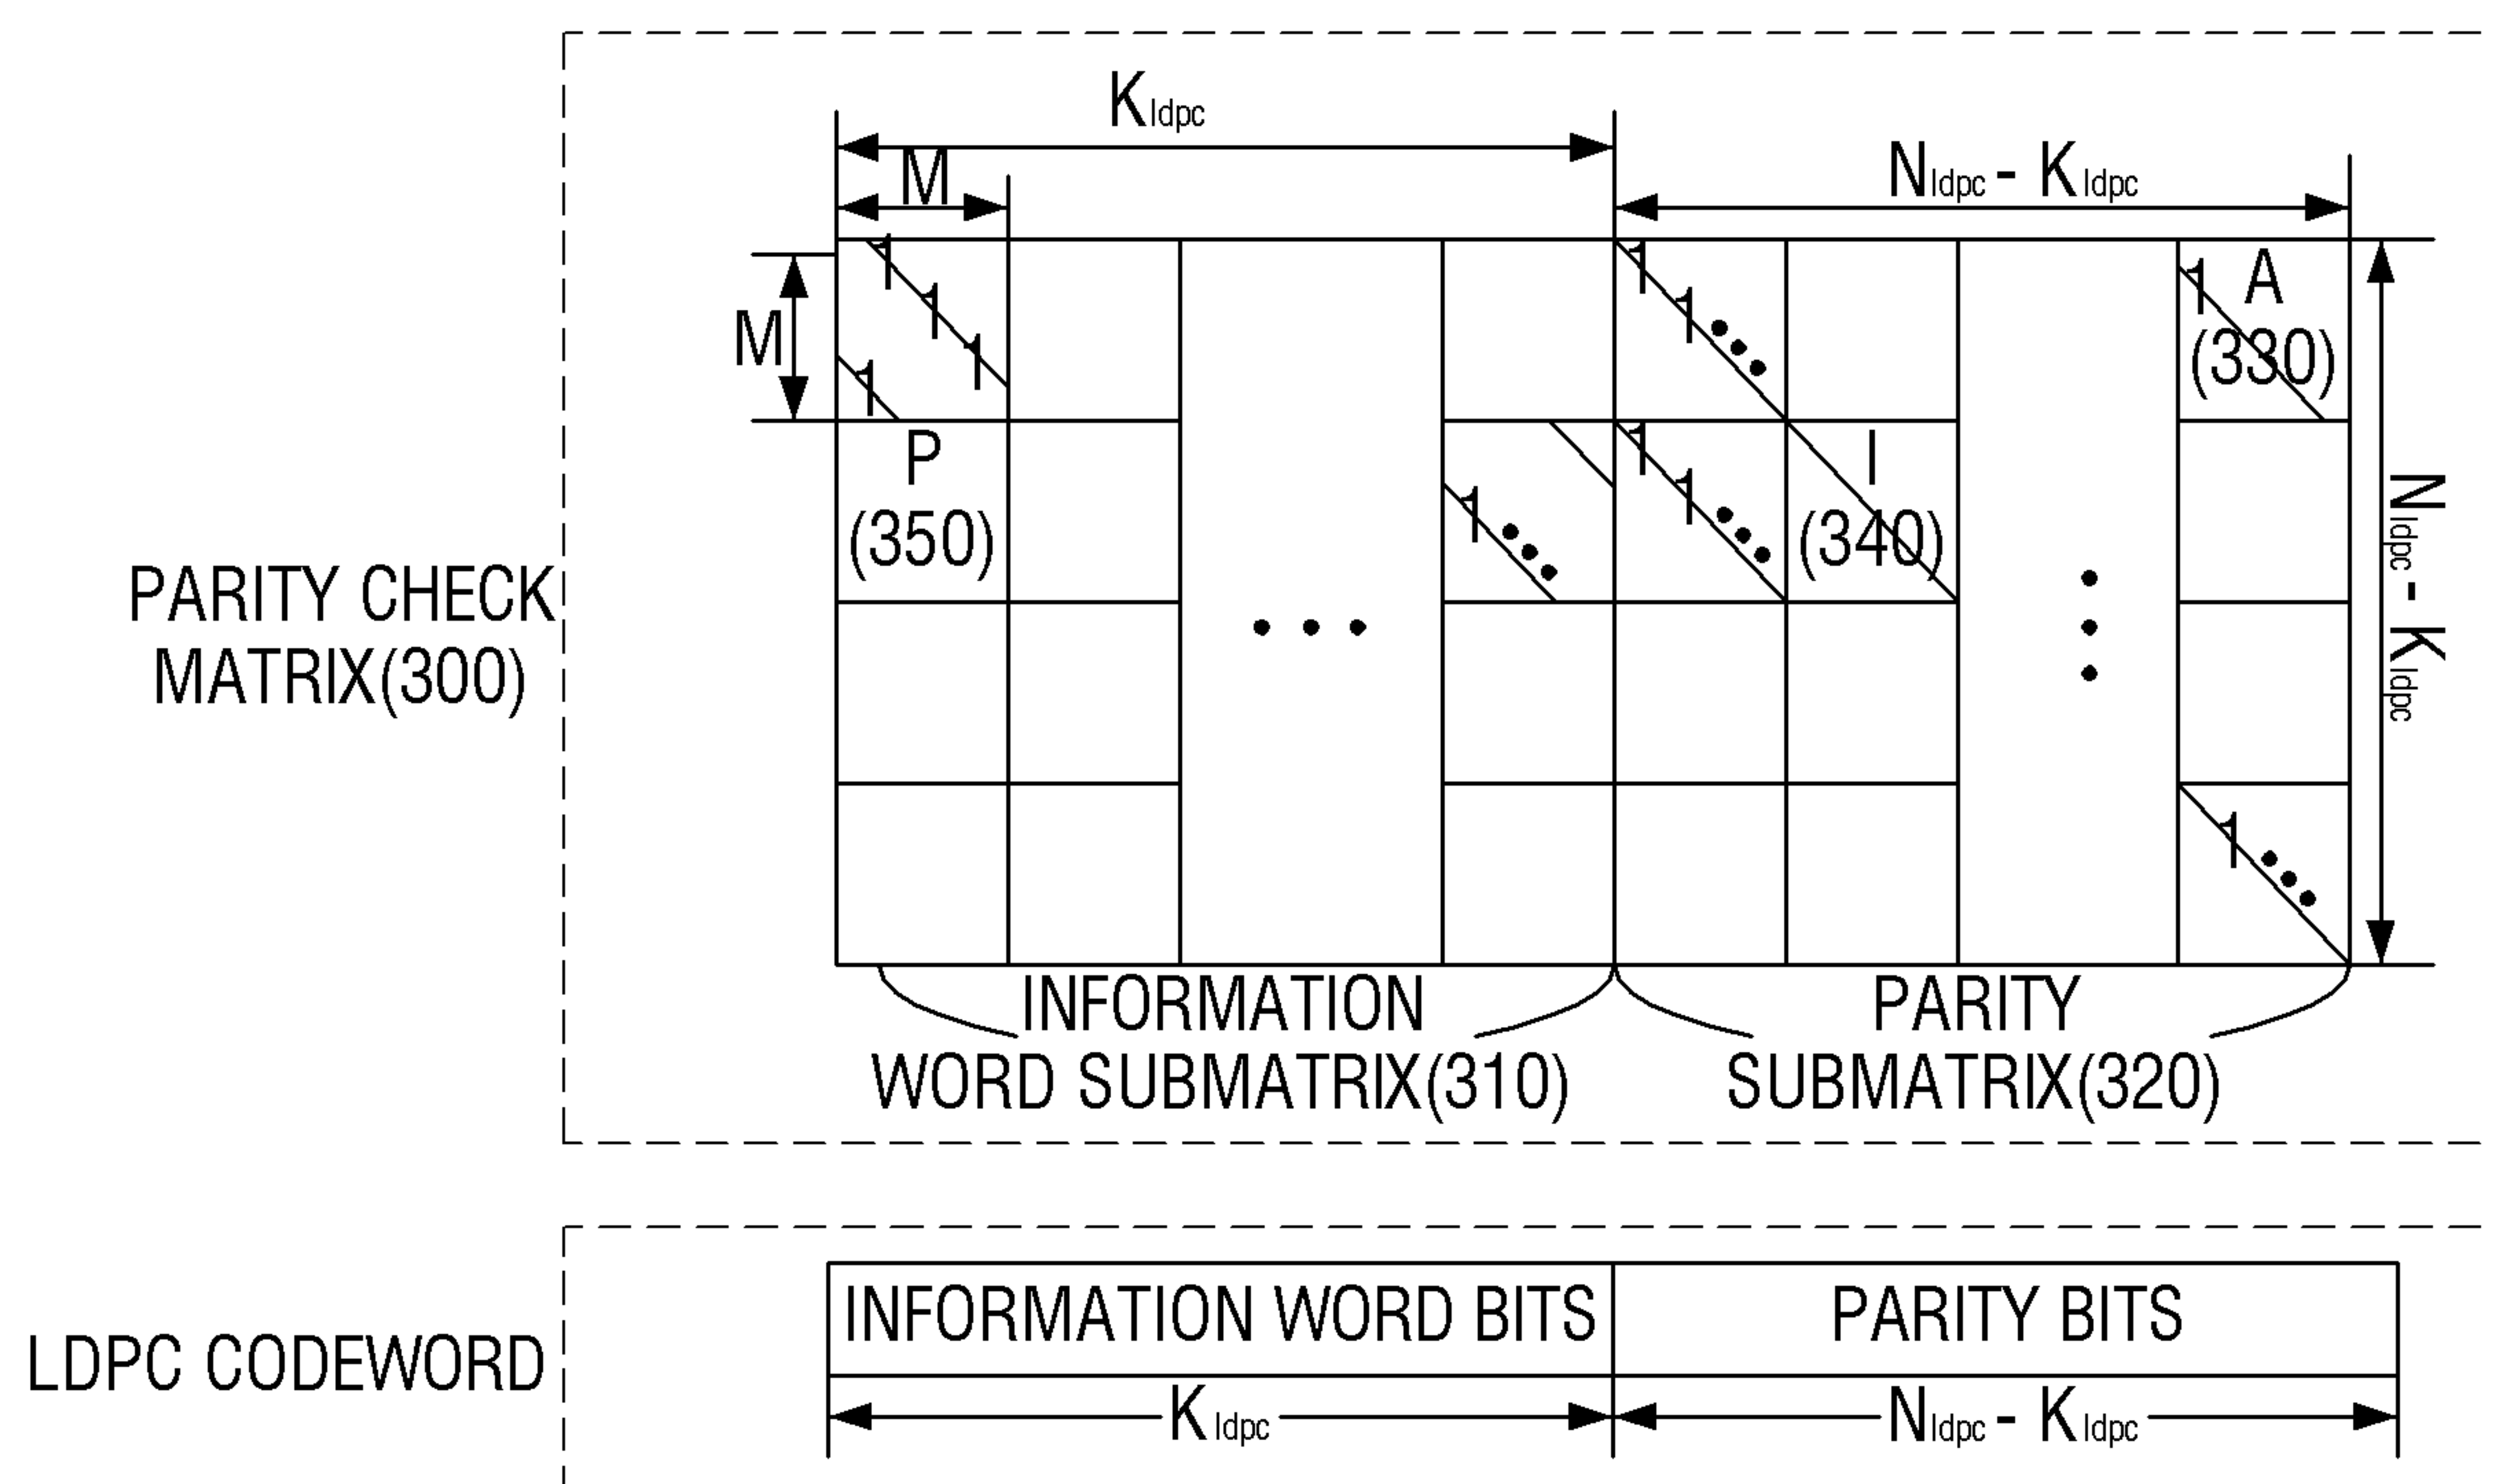 Kldpc
M
Nldpc - Kldpc
1
1
1
1
1
1
1
A
(330)
M
P
(350)
1
1
1
I
(340)
Nldpc - Kldpc
PARITY CHECK
MATRIX(300)
1
INFORMATION
WORD SUBMATRIX(310)
PARITY
SUBMATRIX(320)
INFORMATION WORD BITS
PARITY BITS
LDPC CODEWORD
Kldpc
Nldpc - Kldpc